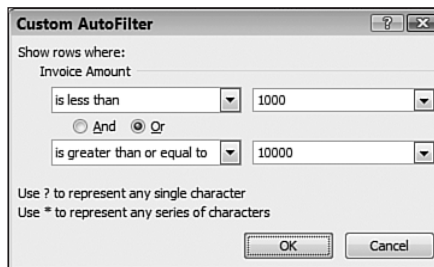 Custom AutoFilter
Show rows where:
Invoice Amount
is less than 1000
And Or
is greater than or equal to 10000
Use ? to represent any single character
Use * to represent any series of characters
OK Cancel